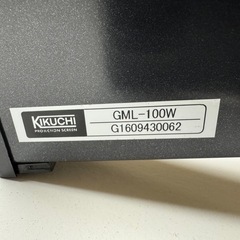 KIKUCHI
PROJECTION SCREEN
GML-100W
G1609430062